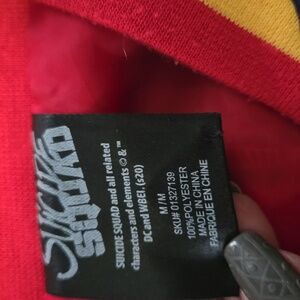 SUICIDE
SQUAD
SUICIDE SQUAD and all related
characters and elements © & ™
DC and WBEI. (s20)
M / M
SKU# 01327139
100% POLYESTER
MADE IN CHINA
FABRIQUÉ EN CHINE